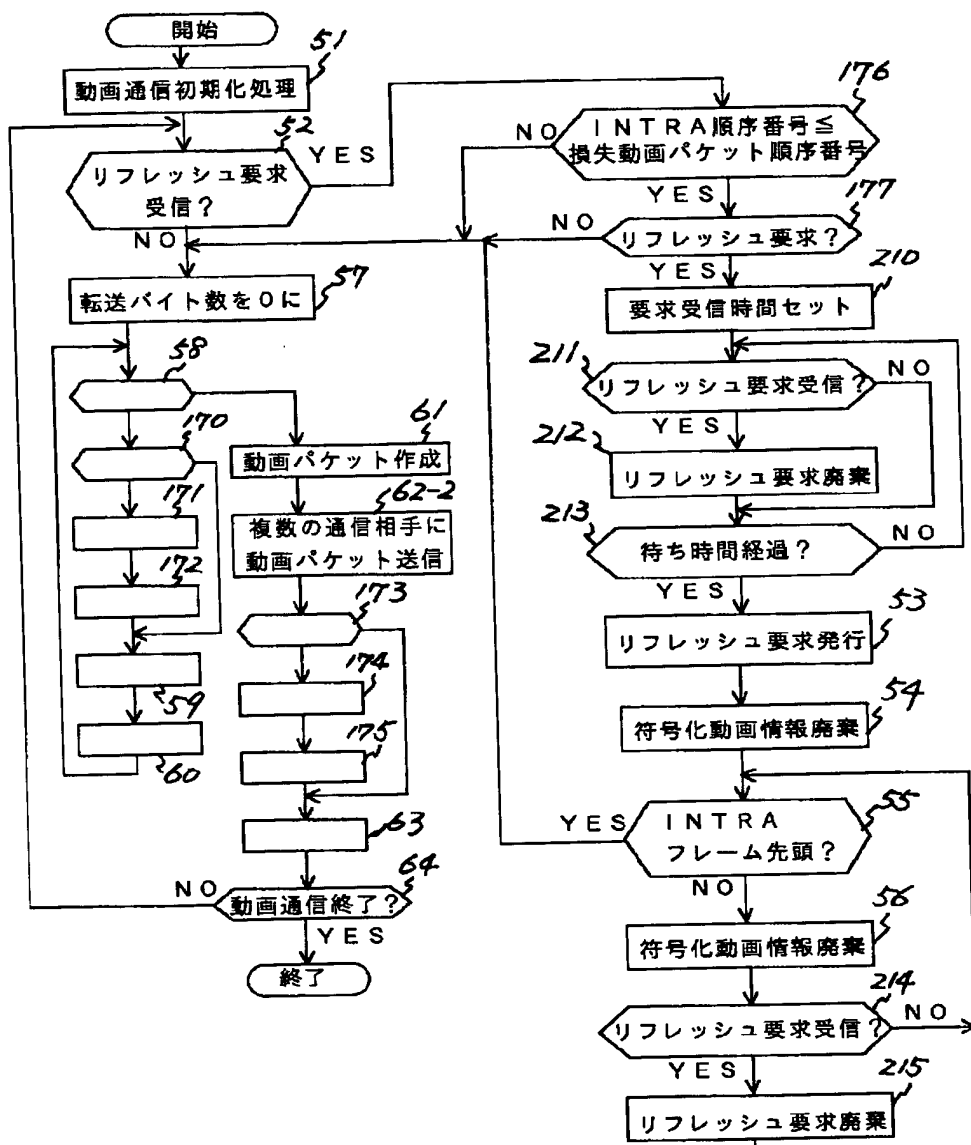 開始
51
動画通信初期化処理
52
リフレッシュ要求
受信?
YES
NO
57
転送バイト数を0に
58
170
171
172
59
60
61
動画パケット作成
62-2
複数の通信相手に
動画パケット送信
173
174
175
63
64
動画通信終了?
NO
YES
終了
176
INTRA順序番号≦
損失動画パケット順序番号
NO
YES
177
リフレッシュ要求?
NO
YES
210
要求受信時間セット
211
リフレッシュ要求受信?
NO
YES
212
リフレッシュ要求廃棄
213
待ち時間経過?
NO
YES
53
リフレッシュ要求発行
54
符号化動画情報廃棄
55
INTRA
フレーム先頭?
YES
NO
56
符号化動画情報廃棄
214
リフレッシュ要求受信?
NO
YES
215
リフレッシュ要求廃棄